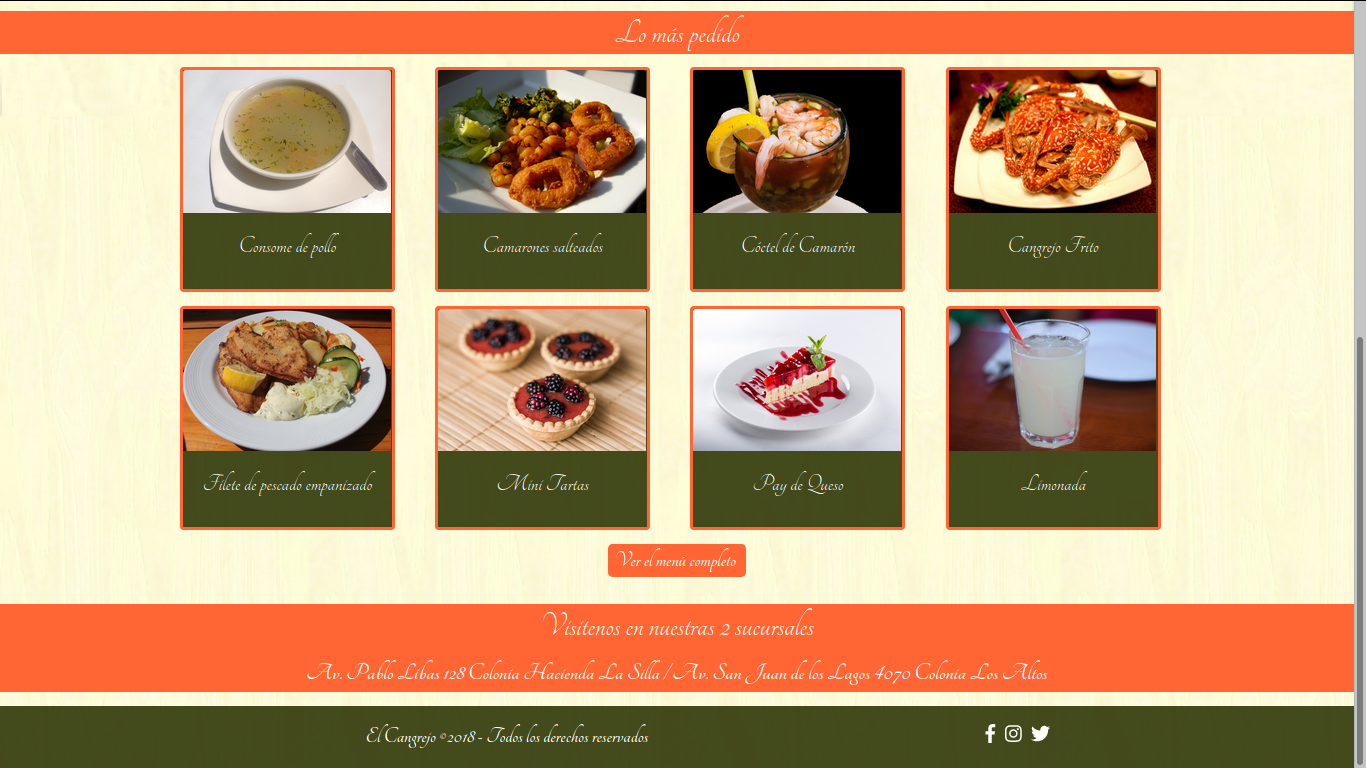 Lo más pedido
Consome de pollo
Camarones salteados
Cóctel de Camarón
Cangrejo Frito
Filete de pescado empanizado
Mini Tartas
Pay de Queso
Limonada
Ver el menú completo
Visítenos en nuestras 2 sucursales
Av. Pablo Libas 128 Colonia Hacienda La Silla / Av. San Juan de los Lagos 4070 Colonia Los Altos
El Cangrejo ©2018 - Todos los derechos reservados